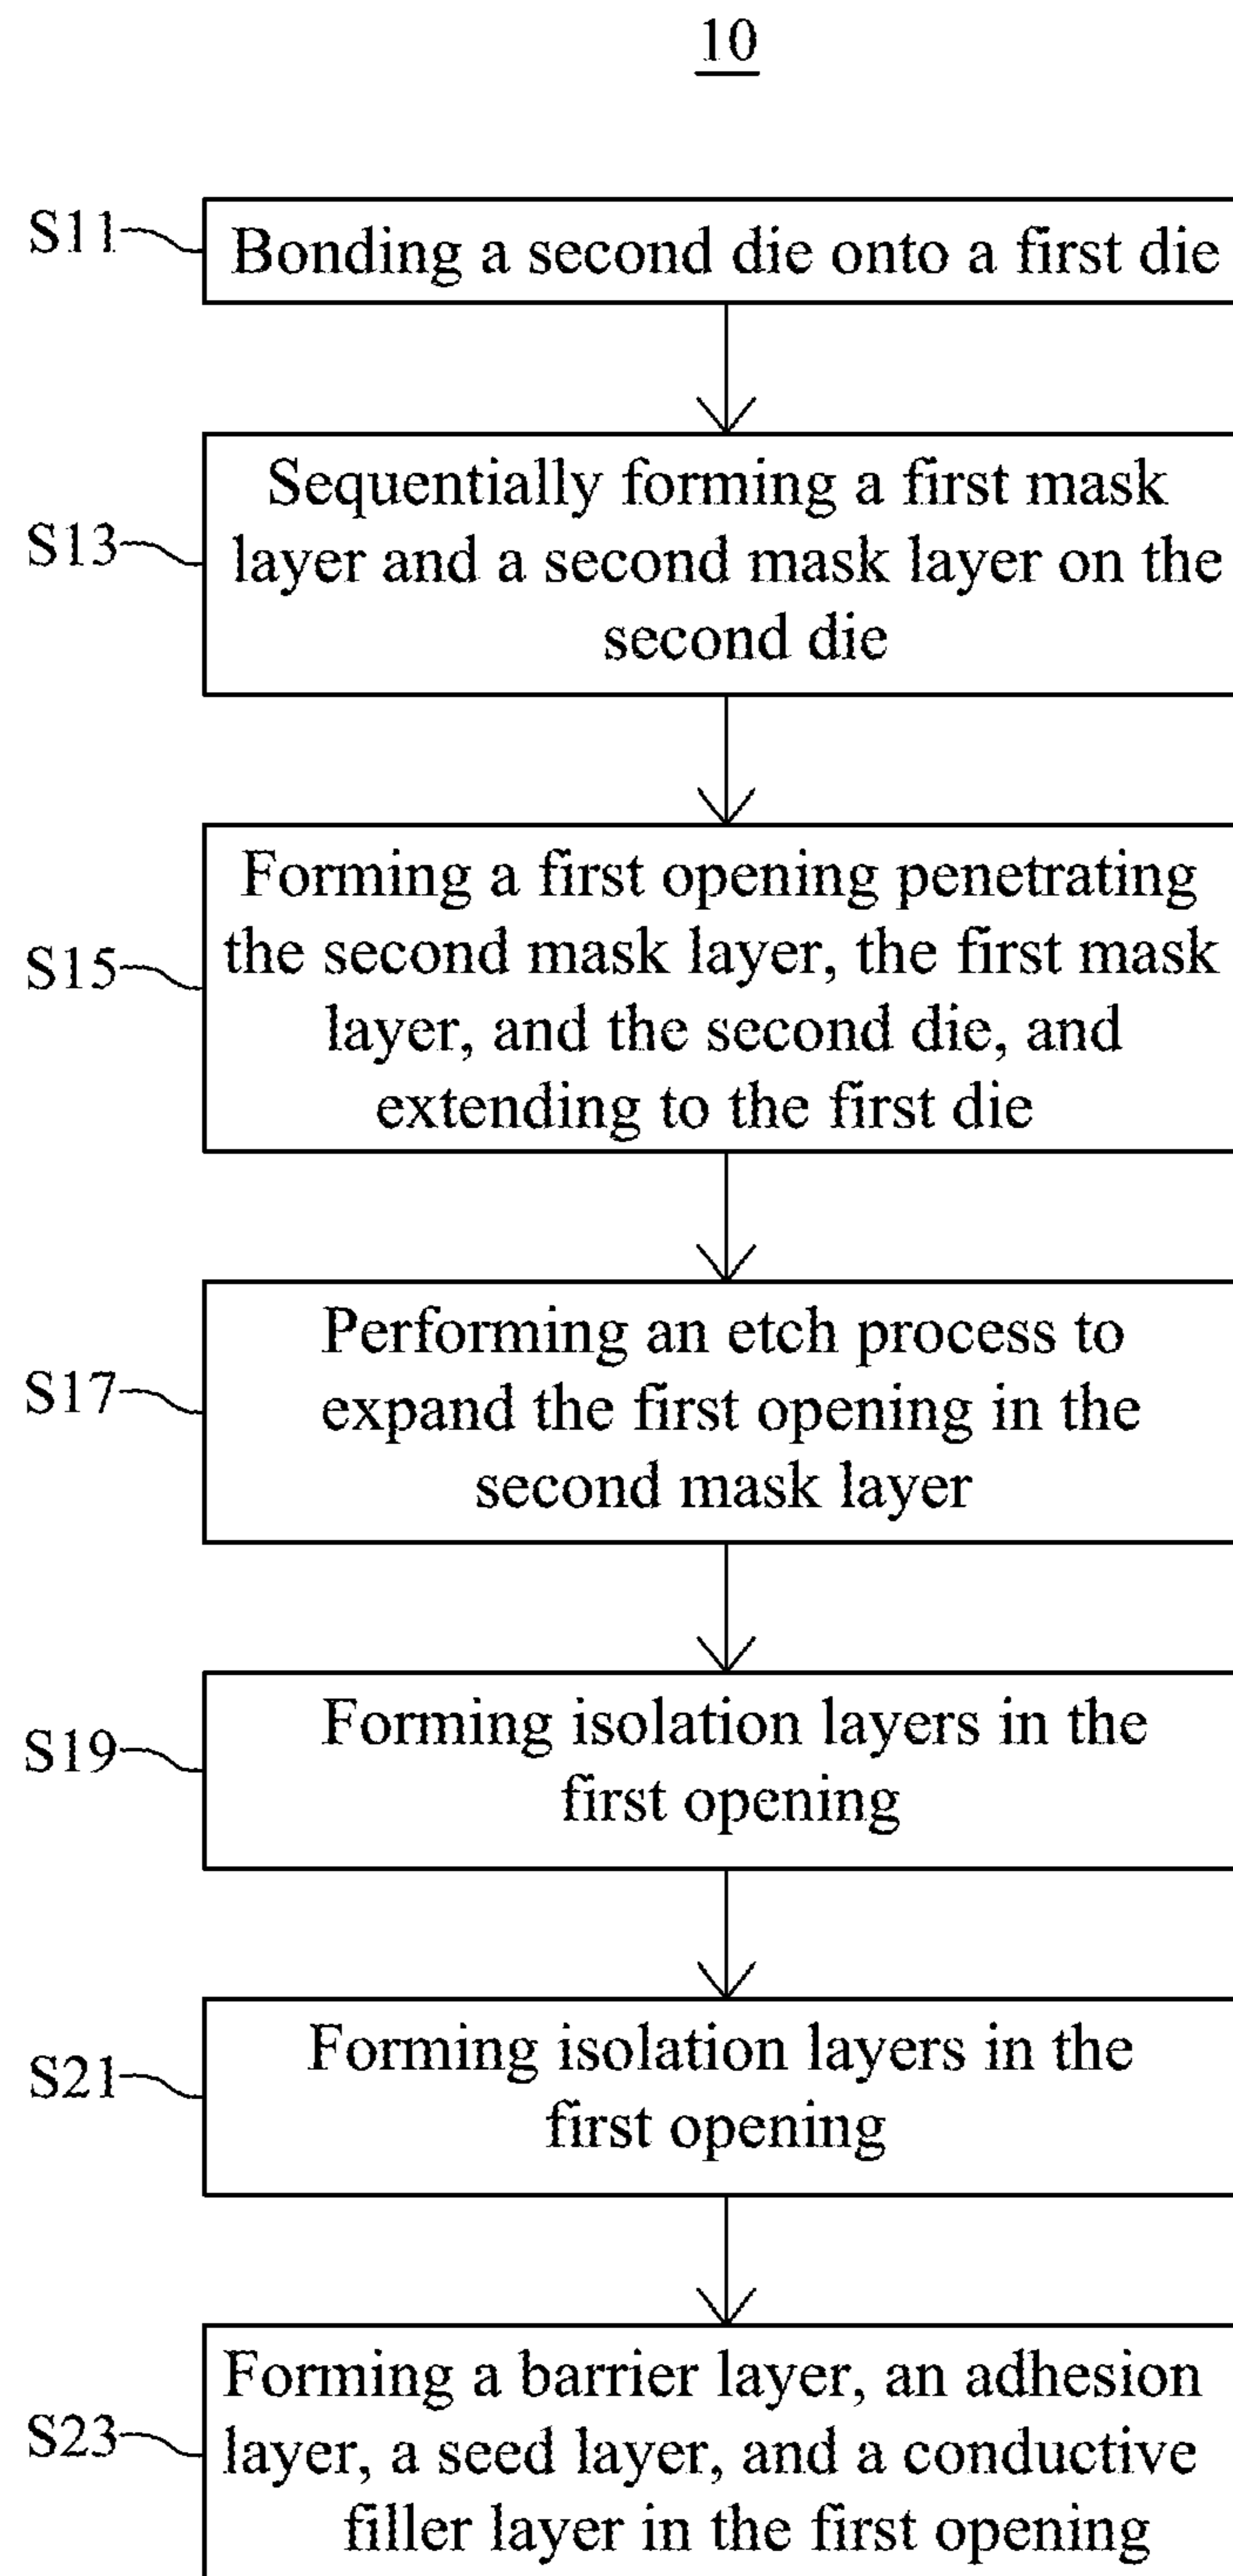 10
S11
Bonding a second die onto a first die
S13
Sequentially forming a first mask
layer and a second mask layer on the
second die
S15
Forming a first opening penetrating
the second mask layer, the first mask
layer, and the second die, and
extending to the first die
S17
Performing an etch process to
expand the first opening in the
second mask layer
S19
Forming isolation layers in the
first opening
S21
Forming isolation layers in the
first opening
S23
Forming a barrier layer, an adhesion
layer, a seed layer, and a conductive
filler layer in the first opening